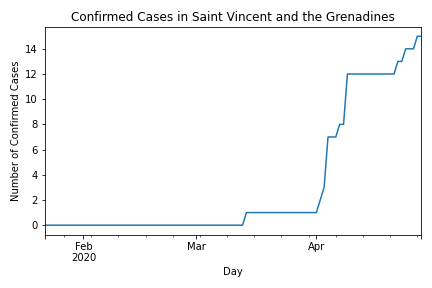 Confirmed Cases in Saint Vincent and the Grenadines
Number of Confirmed Cases
14
12
10
8
6
4
2
0
Feb Mar Apr
2020
Day